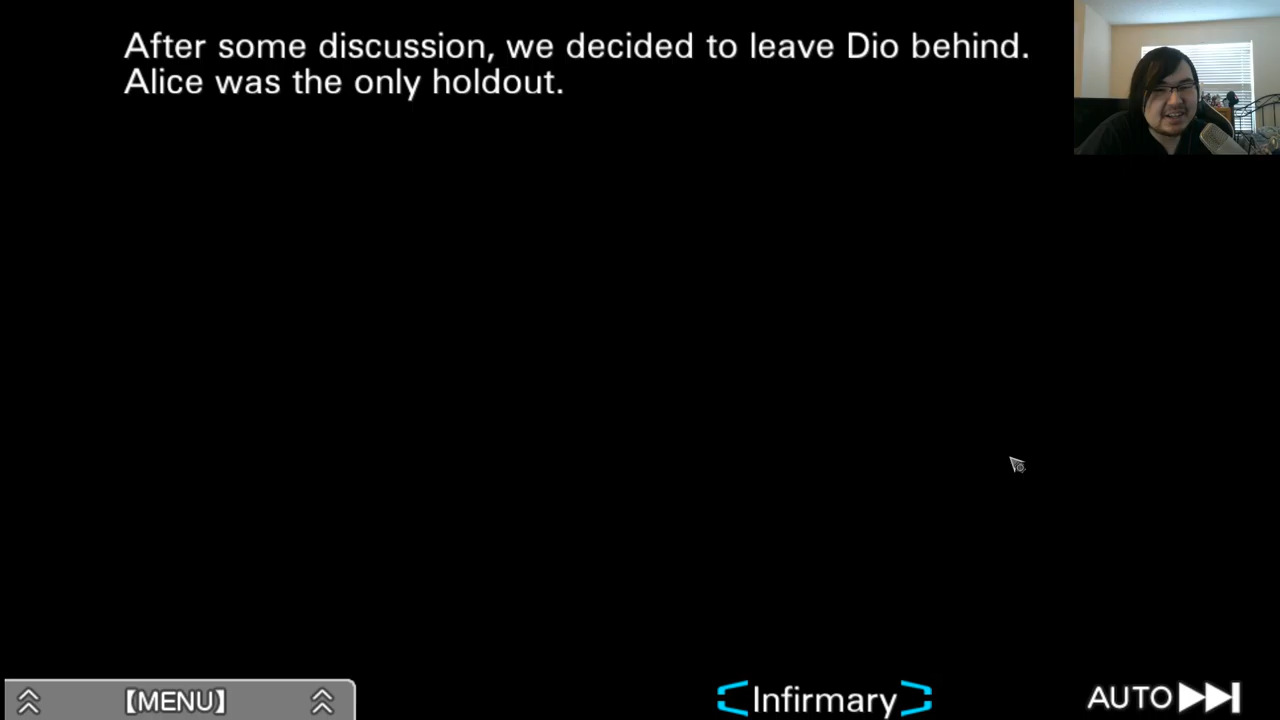 After some discussion, we decided to leave Dio behind.
Alice was the only holdout.
【MENU】
Infirmary
AUTO